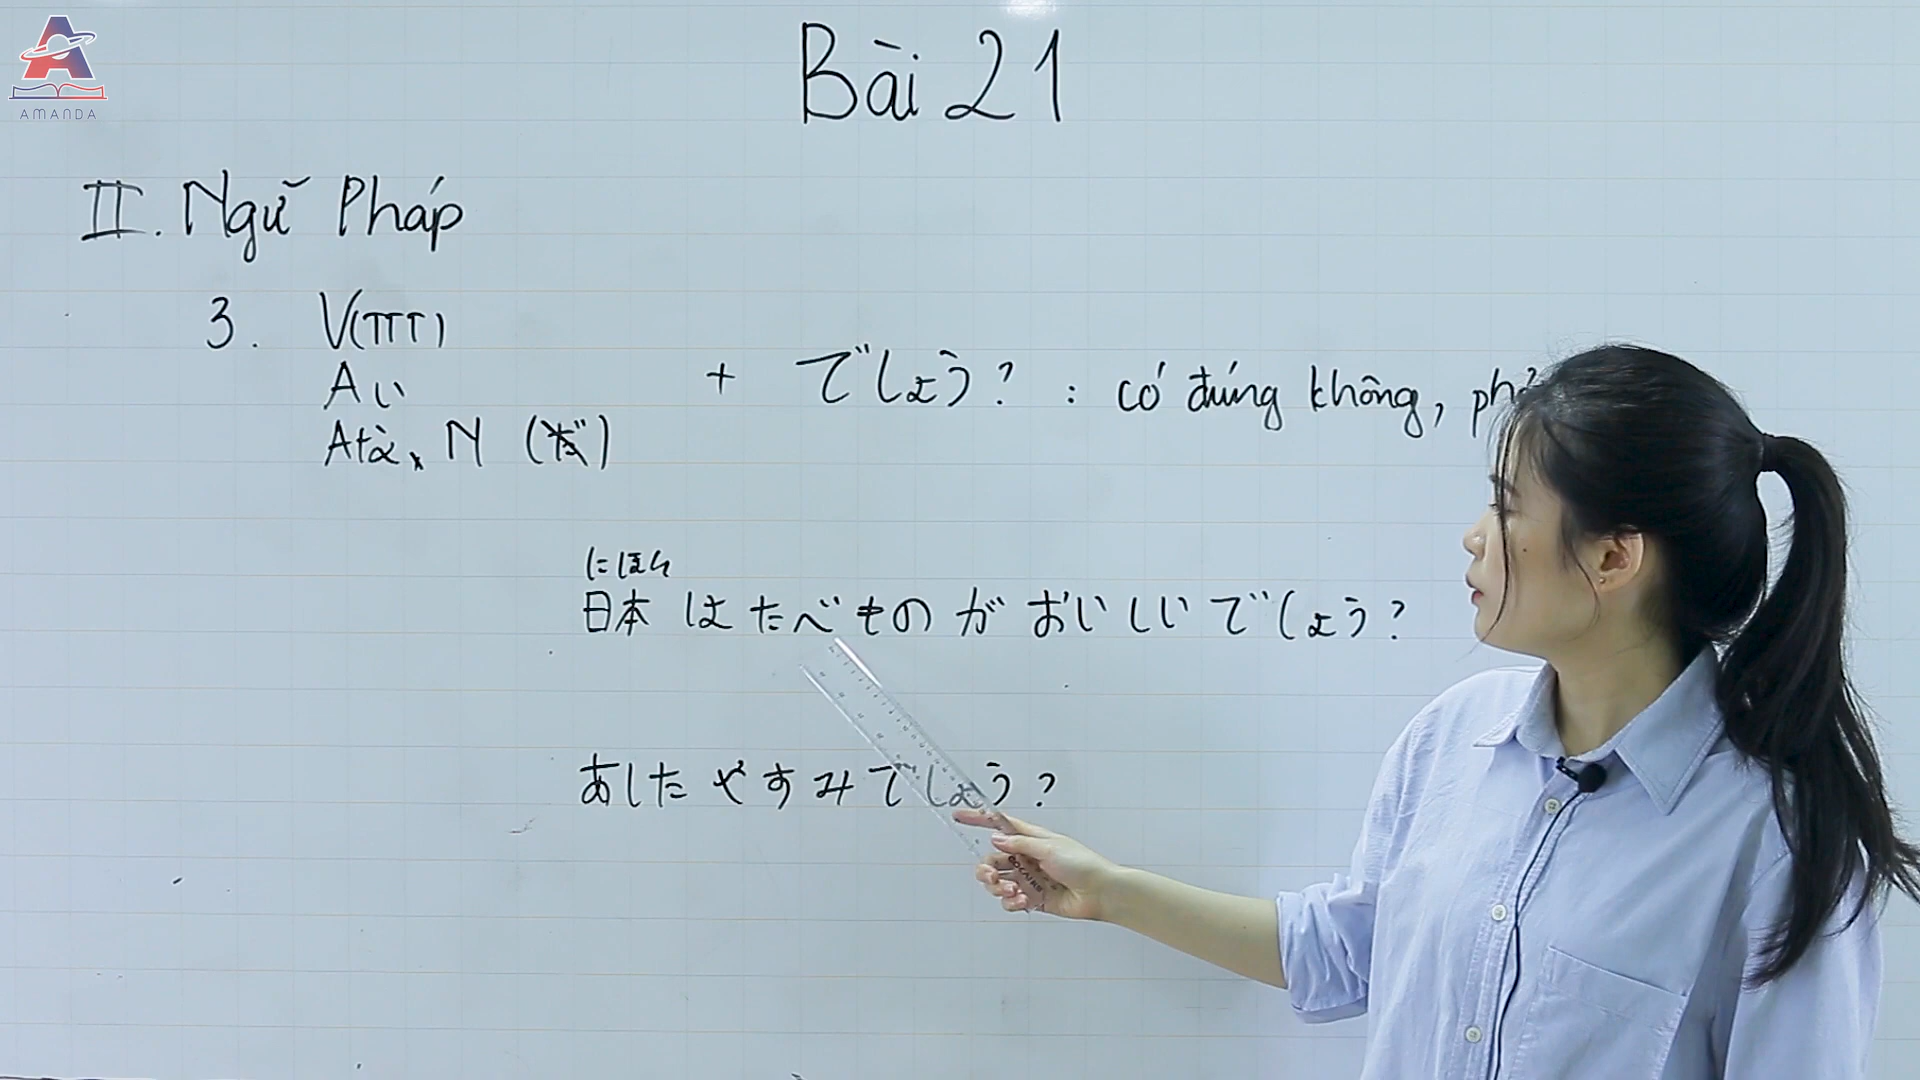 AMANDA
Bài 21
II. Ngữ Pháp
3. V(TTT)
Aい
Aな、N (だ)
+ でしょう? : có đúng không,
にほん
日本 は たべもの が おいしいでしょう?
あした やすみでしょう?